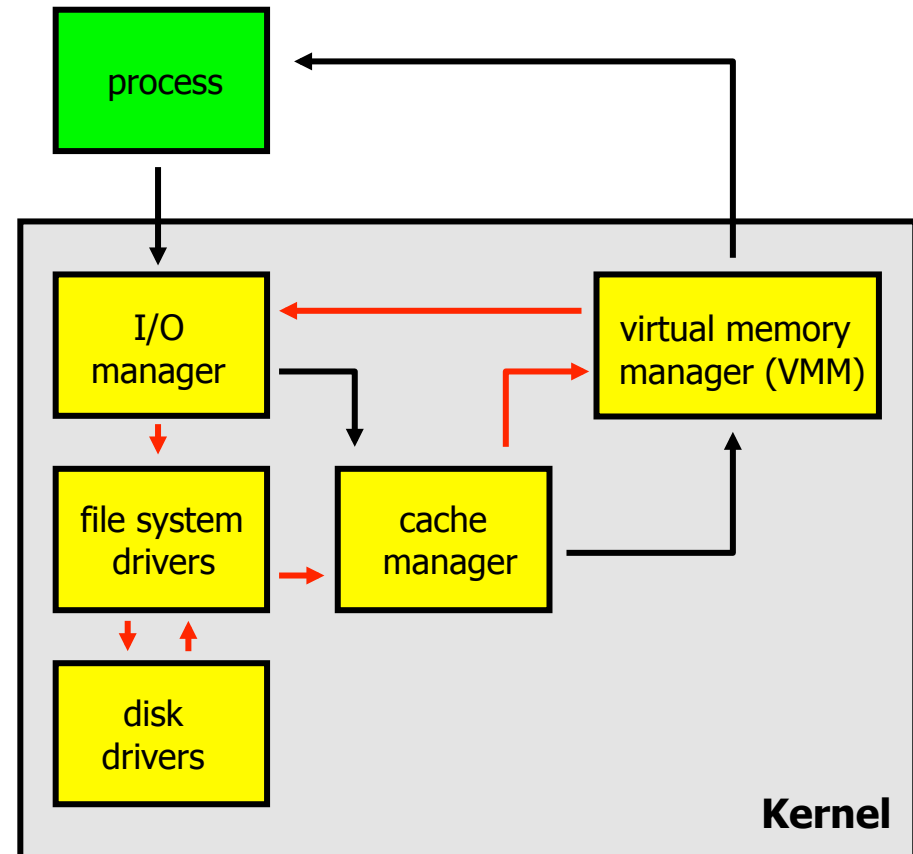 process
I/O
manager
virtual memory
manager (VMM)
file system
drivers
cache
manager
disk
drivers
Kernel